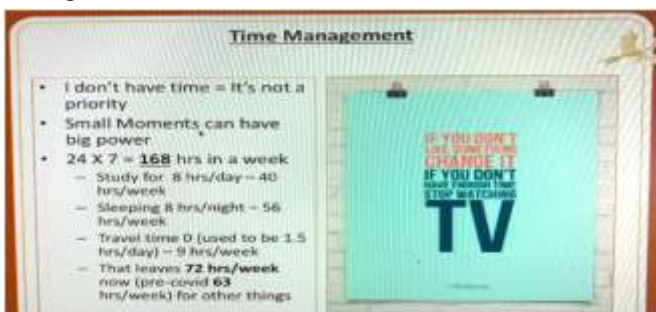 Time Management
• I don't have time = It's not a
priority
• Small Moments can have
big power
• 24 X 7 = 168 hrs in a week
– Study for 8 hrs/day – 40
hrs/week
– Sleeping 8 hrs/night – 56
hrs/week
– Travel time 0 (used to be 1.5
hrs/day) – 9 hrs/week
– That leaves 72 hrs/week
now (pre-covid 63
hrs/week) for other things
IF YOU DON'T
LIKE SOMETHING
CHANGE IT
IF YOU DON'T
HAVE ENOUGH TIME
STOP WATCHING
TV